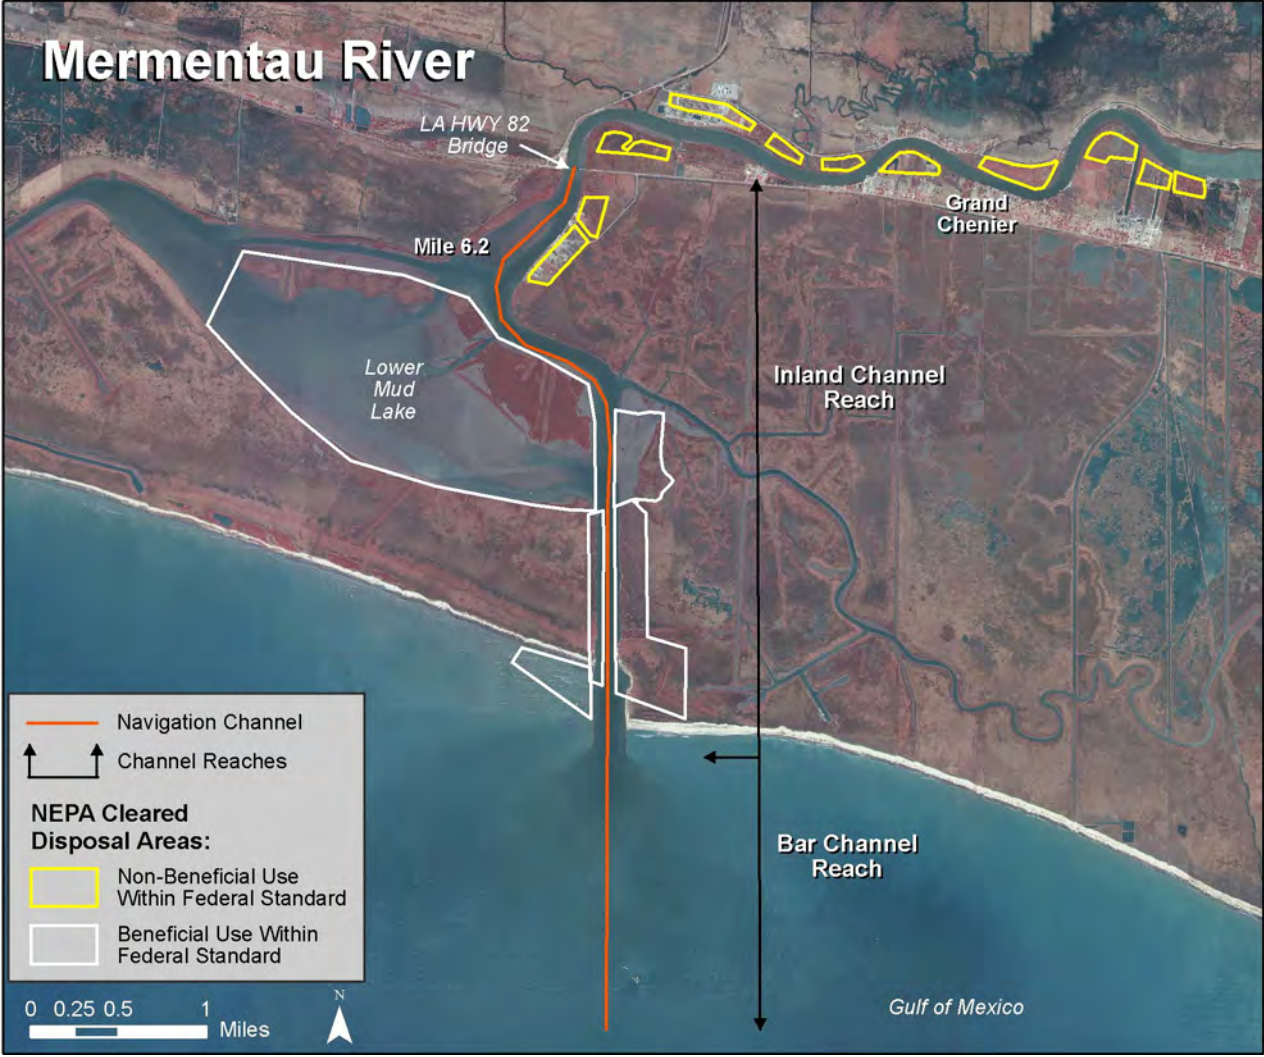 Mermentau River
LA HWY 82
Bridge
Mile 6.2
Grand
Chenier
Lower
Mud
Lake
Inland Channel
Reach
Bar Channel
Reach
Gulf of Mexico
Navigation Channel
Channel Reaches
NEPA Cleared
Disposal Areas:
Non-Beneficial Use
Within Federal Standard
Beneficial Use Within
Federal Standard
0 0.25 0.5 1
Miles
N